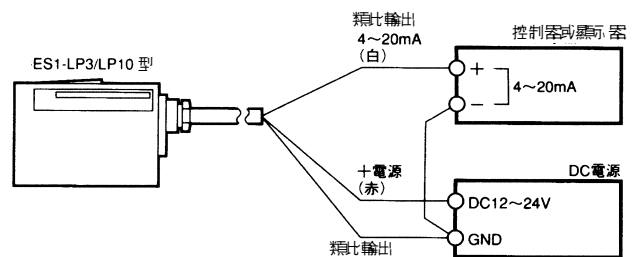 類比輸出
4～20mA
(白)
控制器或顯示器
ES1-LP3/LP10 型
+
−
4～20mA
十電源
(赤)
DC電源
DC12～24V
GND
類比輸出